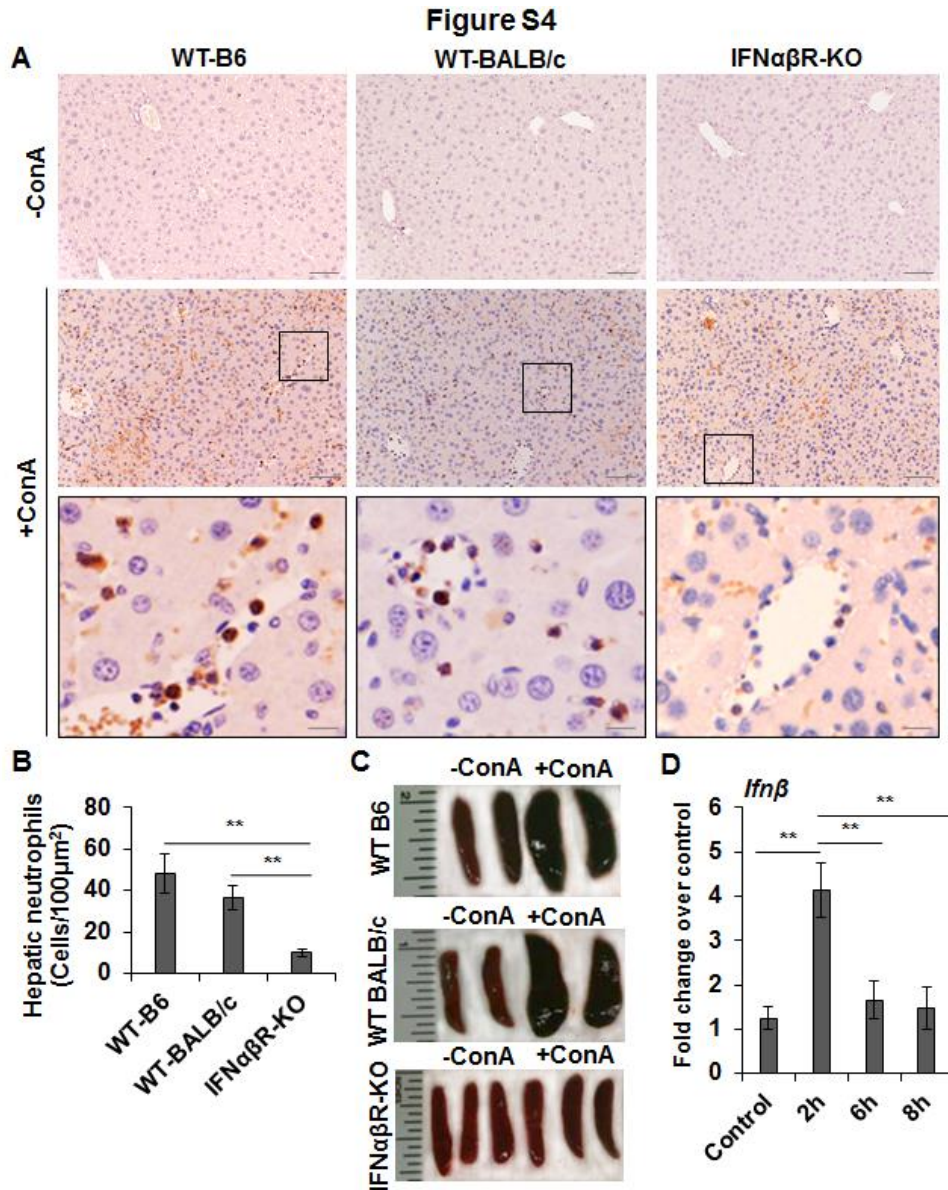 Figure S4
A
WT-B6
WT-BALB/c
IFNαβR-KO
-ConA
+ConA
B
Hepatic neutrophils
(Cells/100µm²)
80
60
40
20
0
**
**
WT-B6
WT-BALB/c
IFNαβR-KO
C
-ConA +ConA
WT B6
2
-ConA +ConA
WT BALB/c
1
-ConA +ConA
IFNαβR-KO
D
Ifnβ
Fold change over control
6
5
4
3
2
1
0
**
**
**
Control
2h
6h
8h